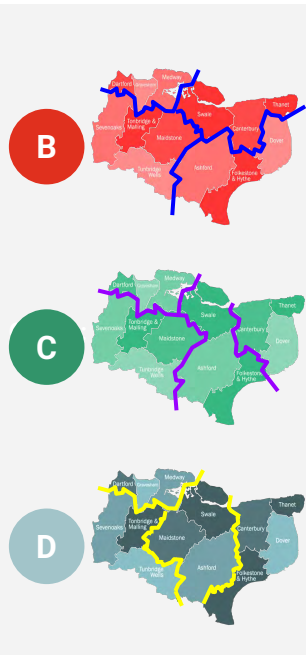 B
Dartford
Gravesham
Medway
Thanet
Swale
Tonbridge &
Malling
Canterbury
Sevenoaks
Maidstone
Dover
Tunbridge
Wells
Ashford
Folkestone
& Hythe
C
Dartford
Gravesham
Medway
Thanet
Swale
Tonbridge &
Malling
Canterbury
Sevenoaks
Maidstone
Dover
Ashford
Tunbridge
Wells
Folkestone
& Hythe
D
Dartford
Gravesham
Medway
Thanet
Swale
Tonbridge &
Malling
Canterbury
Sevenoaks
Maidstone
Dover
Tunbridge
Wells
Ashford
Folkestone
& Hythe